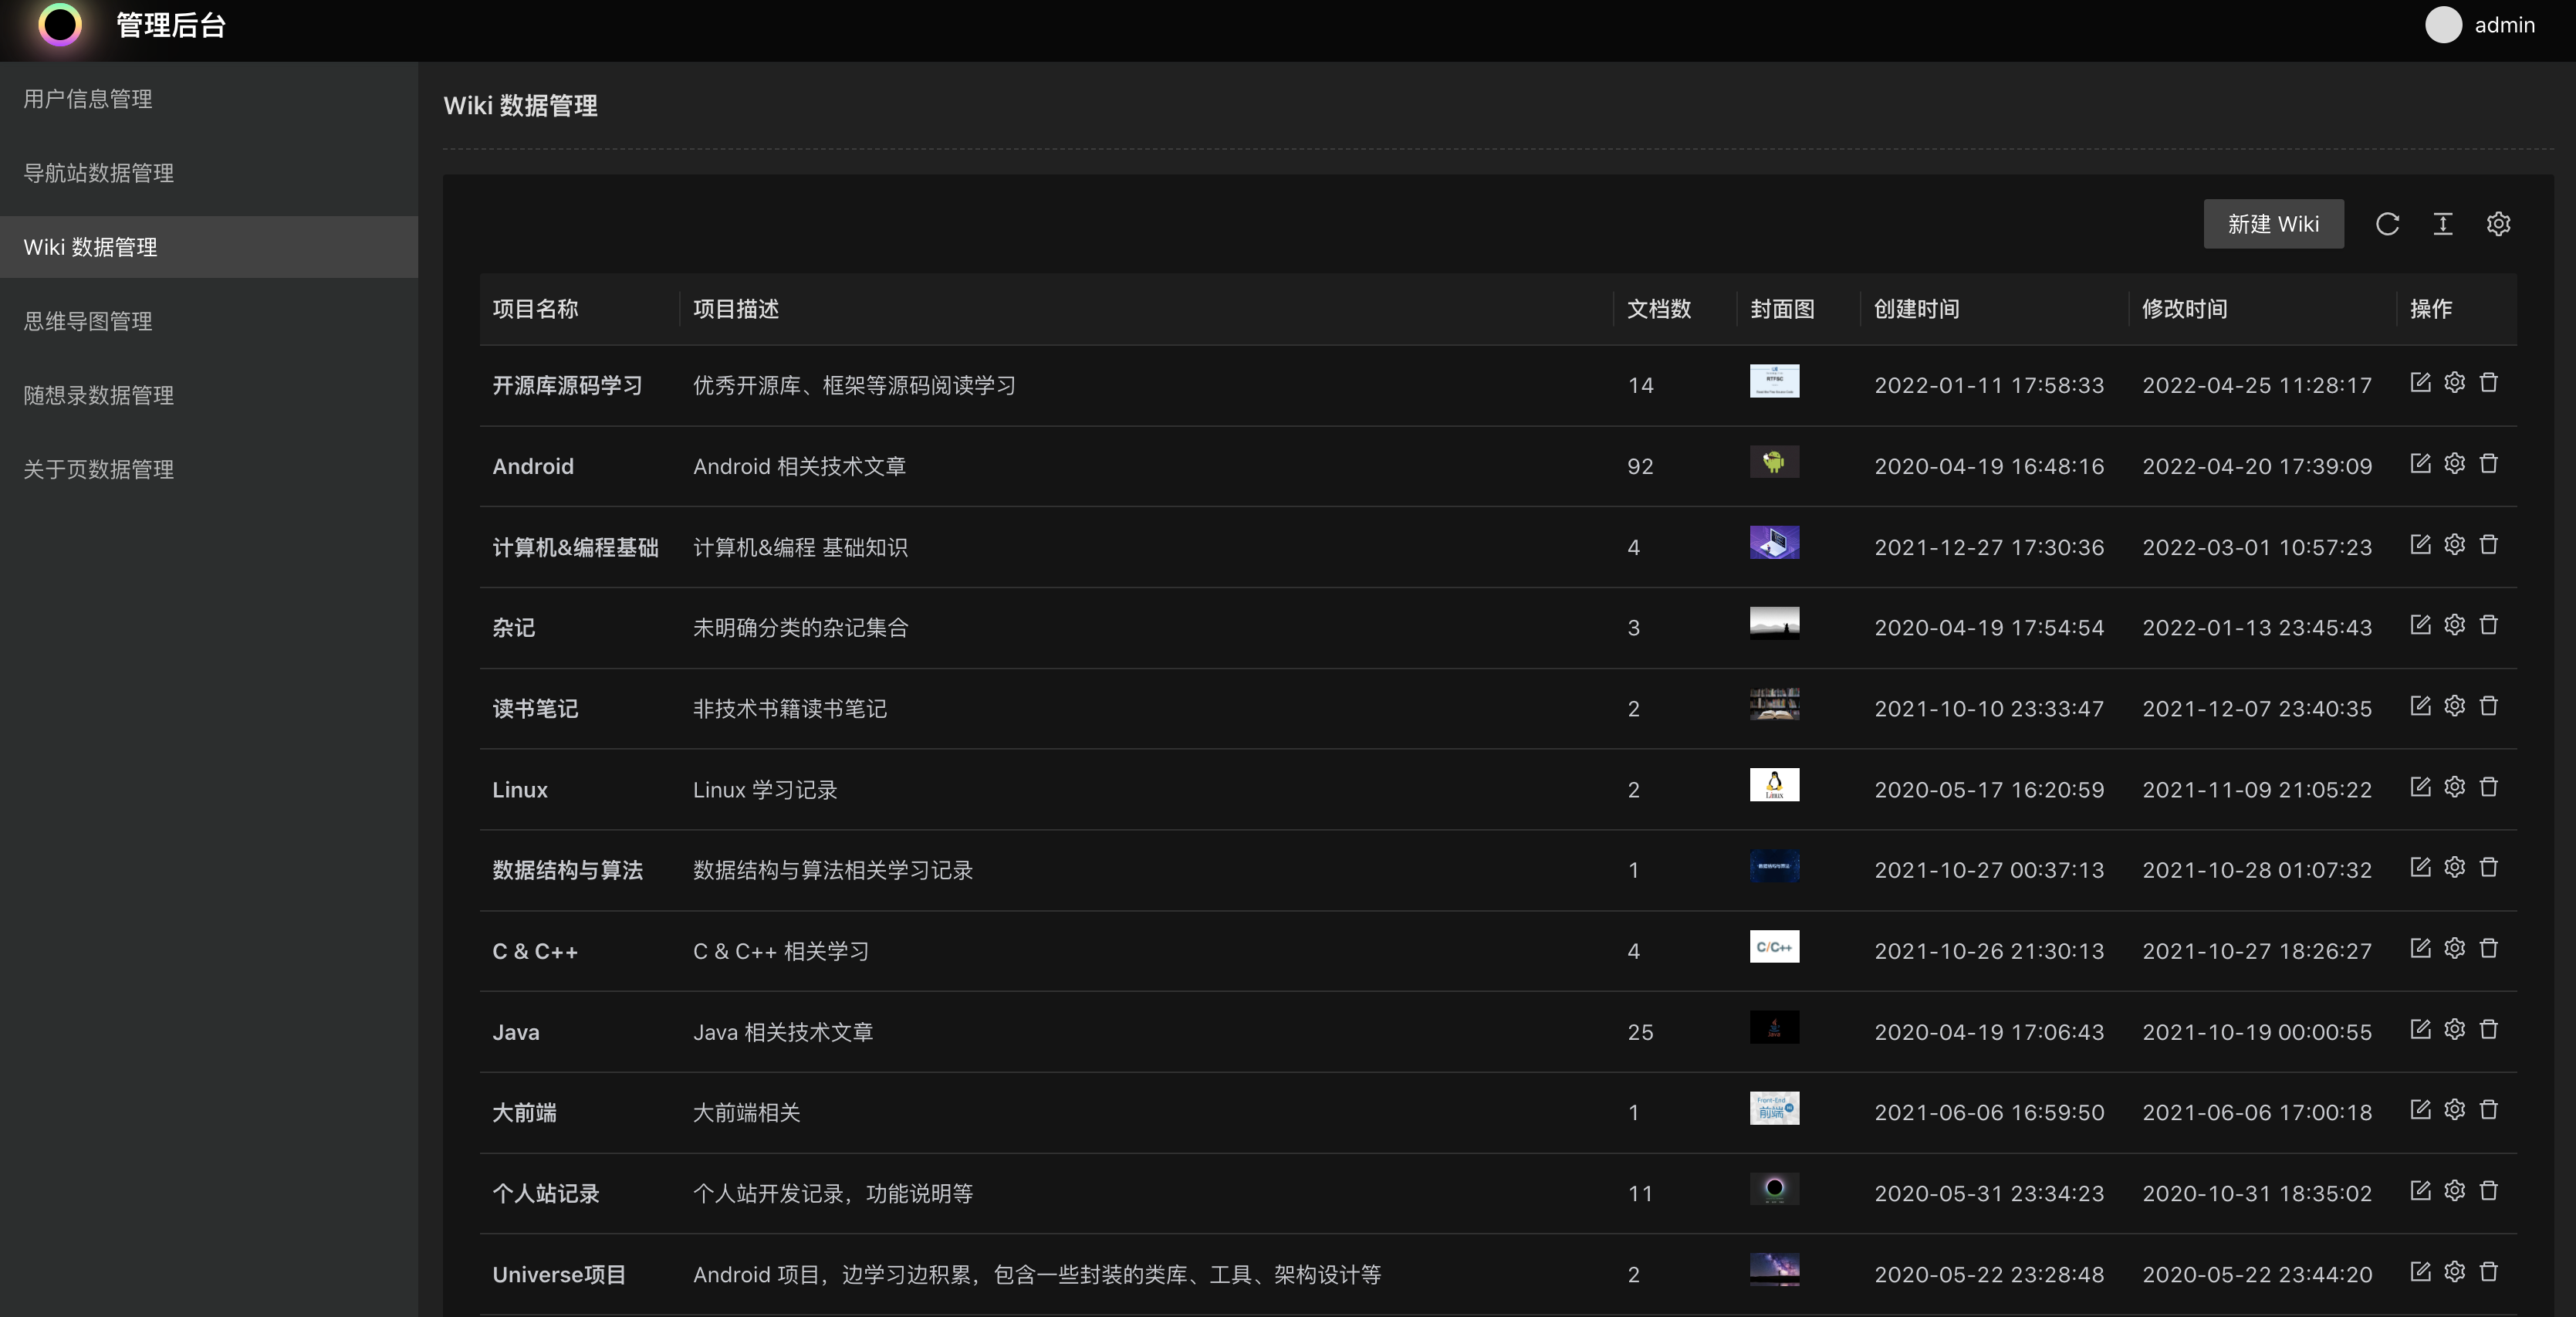 管理后台
admin
用户信息管理
导航站数据管理
Wiki 数据管理
思维导图管理
随想录数据管理
关于页数据管理
Wiki 数据管理
新建 Wiki
项目名称 项目描述 文档数 封面图 创建时间 修改时间 操作
开源库源码学习 优秀开源库、框架等源码阅读学习 14 RTFSC 2022-01-11 17:58:33 2022-04-25 11:28:17
Android Android 相关技术文章 92 2020-04-19 16:48:16 2022-04-20 17:39:09
计算机&编程基础 计算机&编程 基础知识 4 2021-12-27 17:30:36 2022-03-01 10:57:23
杂记 未明确分类的杂记集合 3 2020-04-19 17:54:54 2022-01-13 23:45:43
读书笔记 非技术书籍读书笔记 2 2021-10-10 23:33:47 2021-12-07 23:40:35
Linux Linux 学习记录 2 Linux 2020-05-17 16:20:59 2021-11-09 21:05:22
数据结构与算法 数据结构与算法相关学习记录 1 数据结构与算法 2021-10-27 00:37:13 2021-10-28 01:07:32
C & C++ C & C++ 相关学习 4 C/C++ 2021-10-26 21:30:13 2021-10-27 18:26:27
Java Java 相关技术文章 25 Java 2020-04-19 17:06:43 2021-10-19 00:00:55
大前端 大前端相关 1 Front-End 前端 2021-06-06 16:59:50 2021-06-06 17:00:18
个人站记录 个人站开发记录，功能说明等 11 2020-05-31 23:34:23 2020-10-31 18:35:02
Universe项目 Android 项目，边学习边积累，包含一些封装的类库、工具、架构设计等 2 2020-05-22 23:28:48 2020-05-22 23:44:20